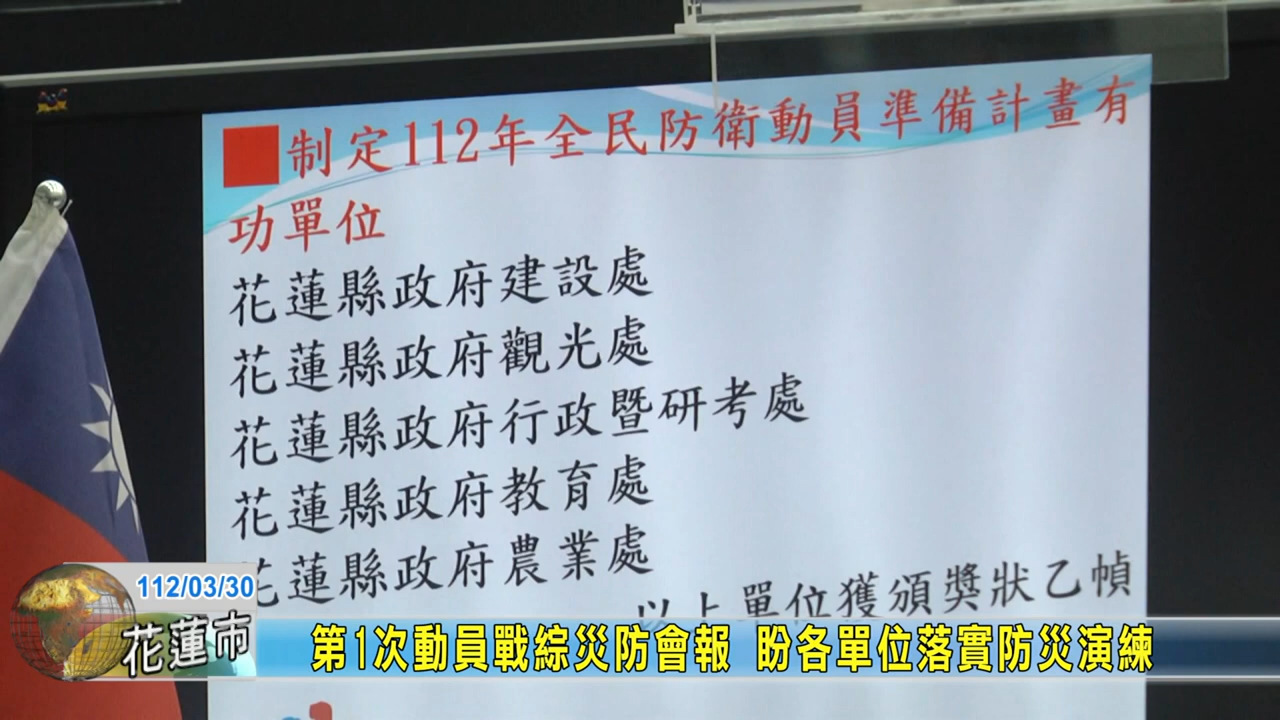 制定112年全民防衛動員準備計畫有
功單位
花蓮縣政府建設處
花蓮縣政府觀光處
花蓮縣政府行政暨研考處
花蓮縣政府教育處
花蓮縣政府農業處
以上單位獲頒獎狀乙幀
112/03/30
花蓮市
第1次動員戰綜災防會報 盼各單位落實防災演練